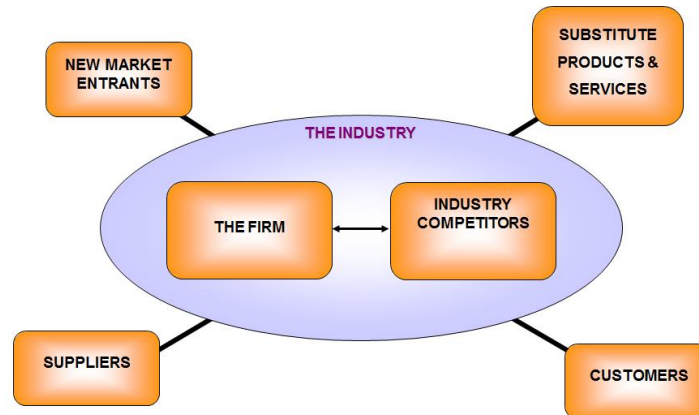 NEW MARKET
ENTRANTS
SUBSTITUTE
PRODUCTS &
SERVICES
THE INDUSTRY
THE FIRM
INDUSTRY
COMPETITORS
SUPPLIERS
CUSTOMERS